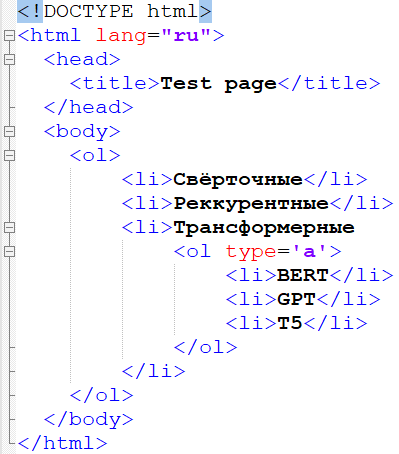 <!DOCTYPE html>
<html lang="ru">
<head>
<title>Test page</title>
</head>
<body>
<ol>
<li>Свёрточные</li>
<li>Реккурентные</li>
<li>Трансформерные
<ol type='a'>
<li>BERT</li>
<li>GPT</li>
<li>T5</li>
</ol>
</li>
</ol>
</body>
</html>